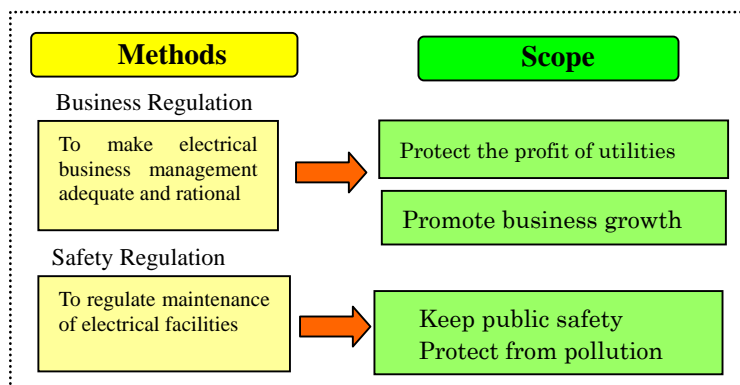 Methods
Scope
Business Regulation
To make electrical
business management
adequate and rational
Protect the profit of utilities
Promote business growth
Safety Regulation
To regulate maintenance
of electrical facilities
Keep public safety
Protect from pollution